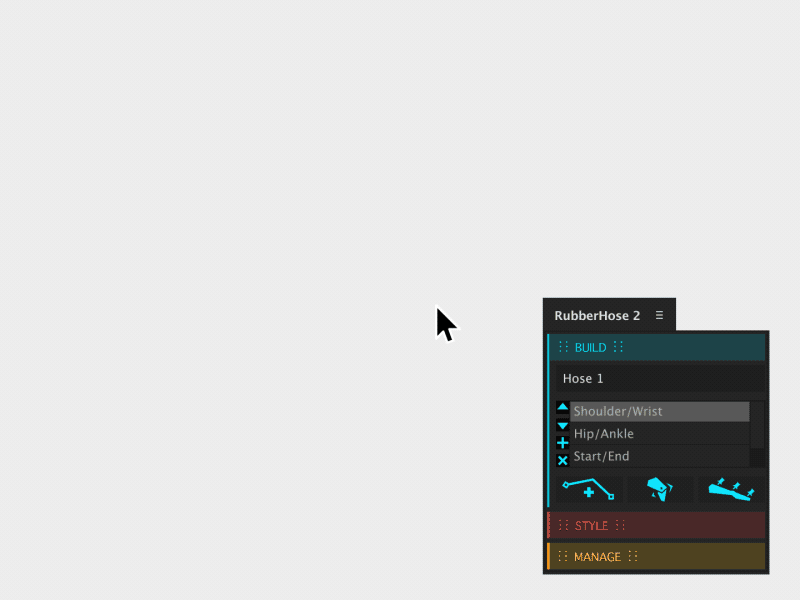 RubberHose 2
BUILD
Hose 1
Shoulder/Wrist
Hip/Ankle
Start/End
STYLE
MANAGE